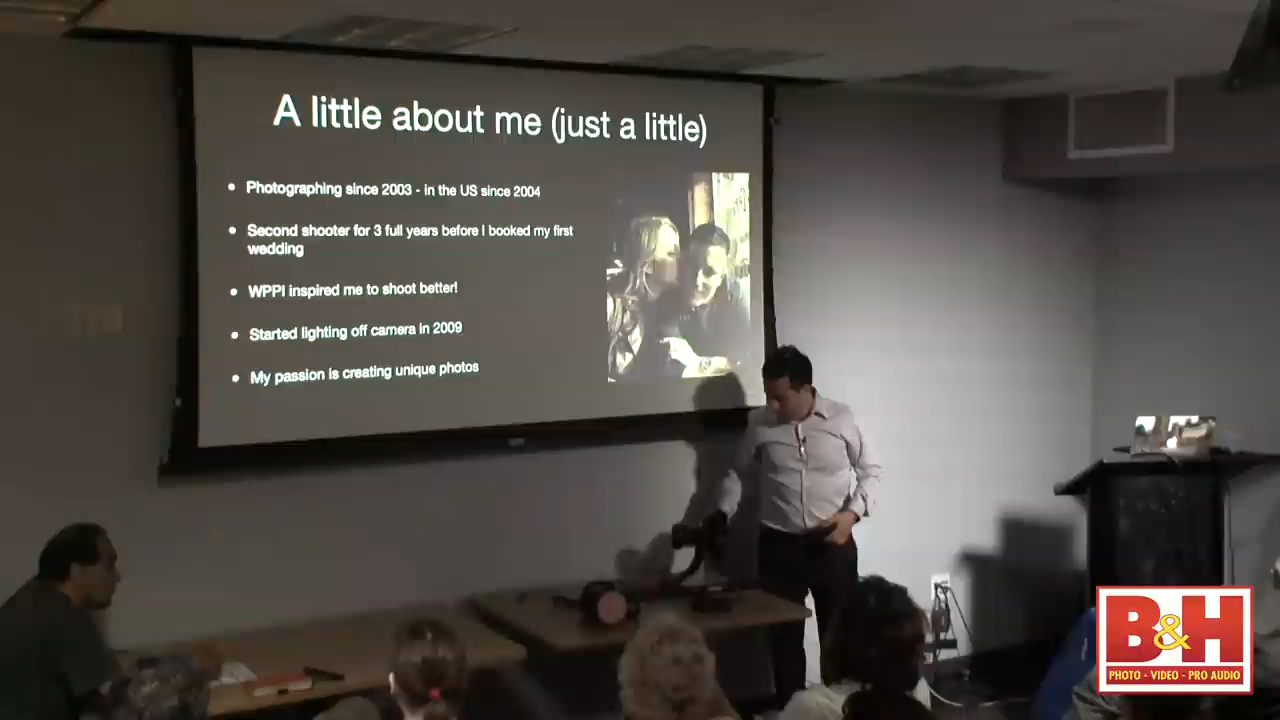 A little about me (just a little)
Photographing since 2003 - in the US since 2004
Second shooter for 3 full years before I booked my first
wedding
WPPI inspired me to shoot better!
Started lighting off camera in 2009
My passion is creating unique photos
B&H
PHOTO - VIDEO - PRO AUDIO